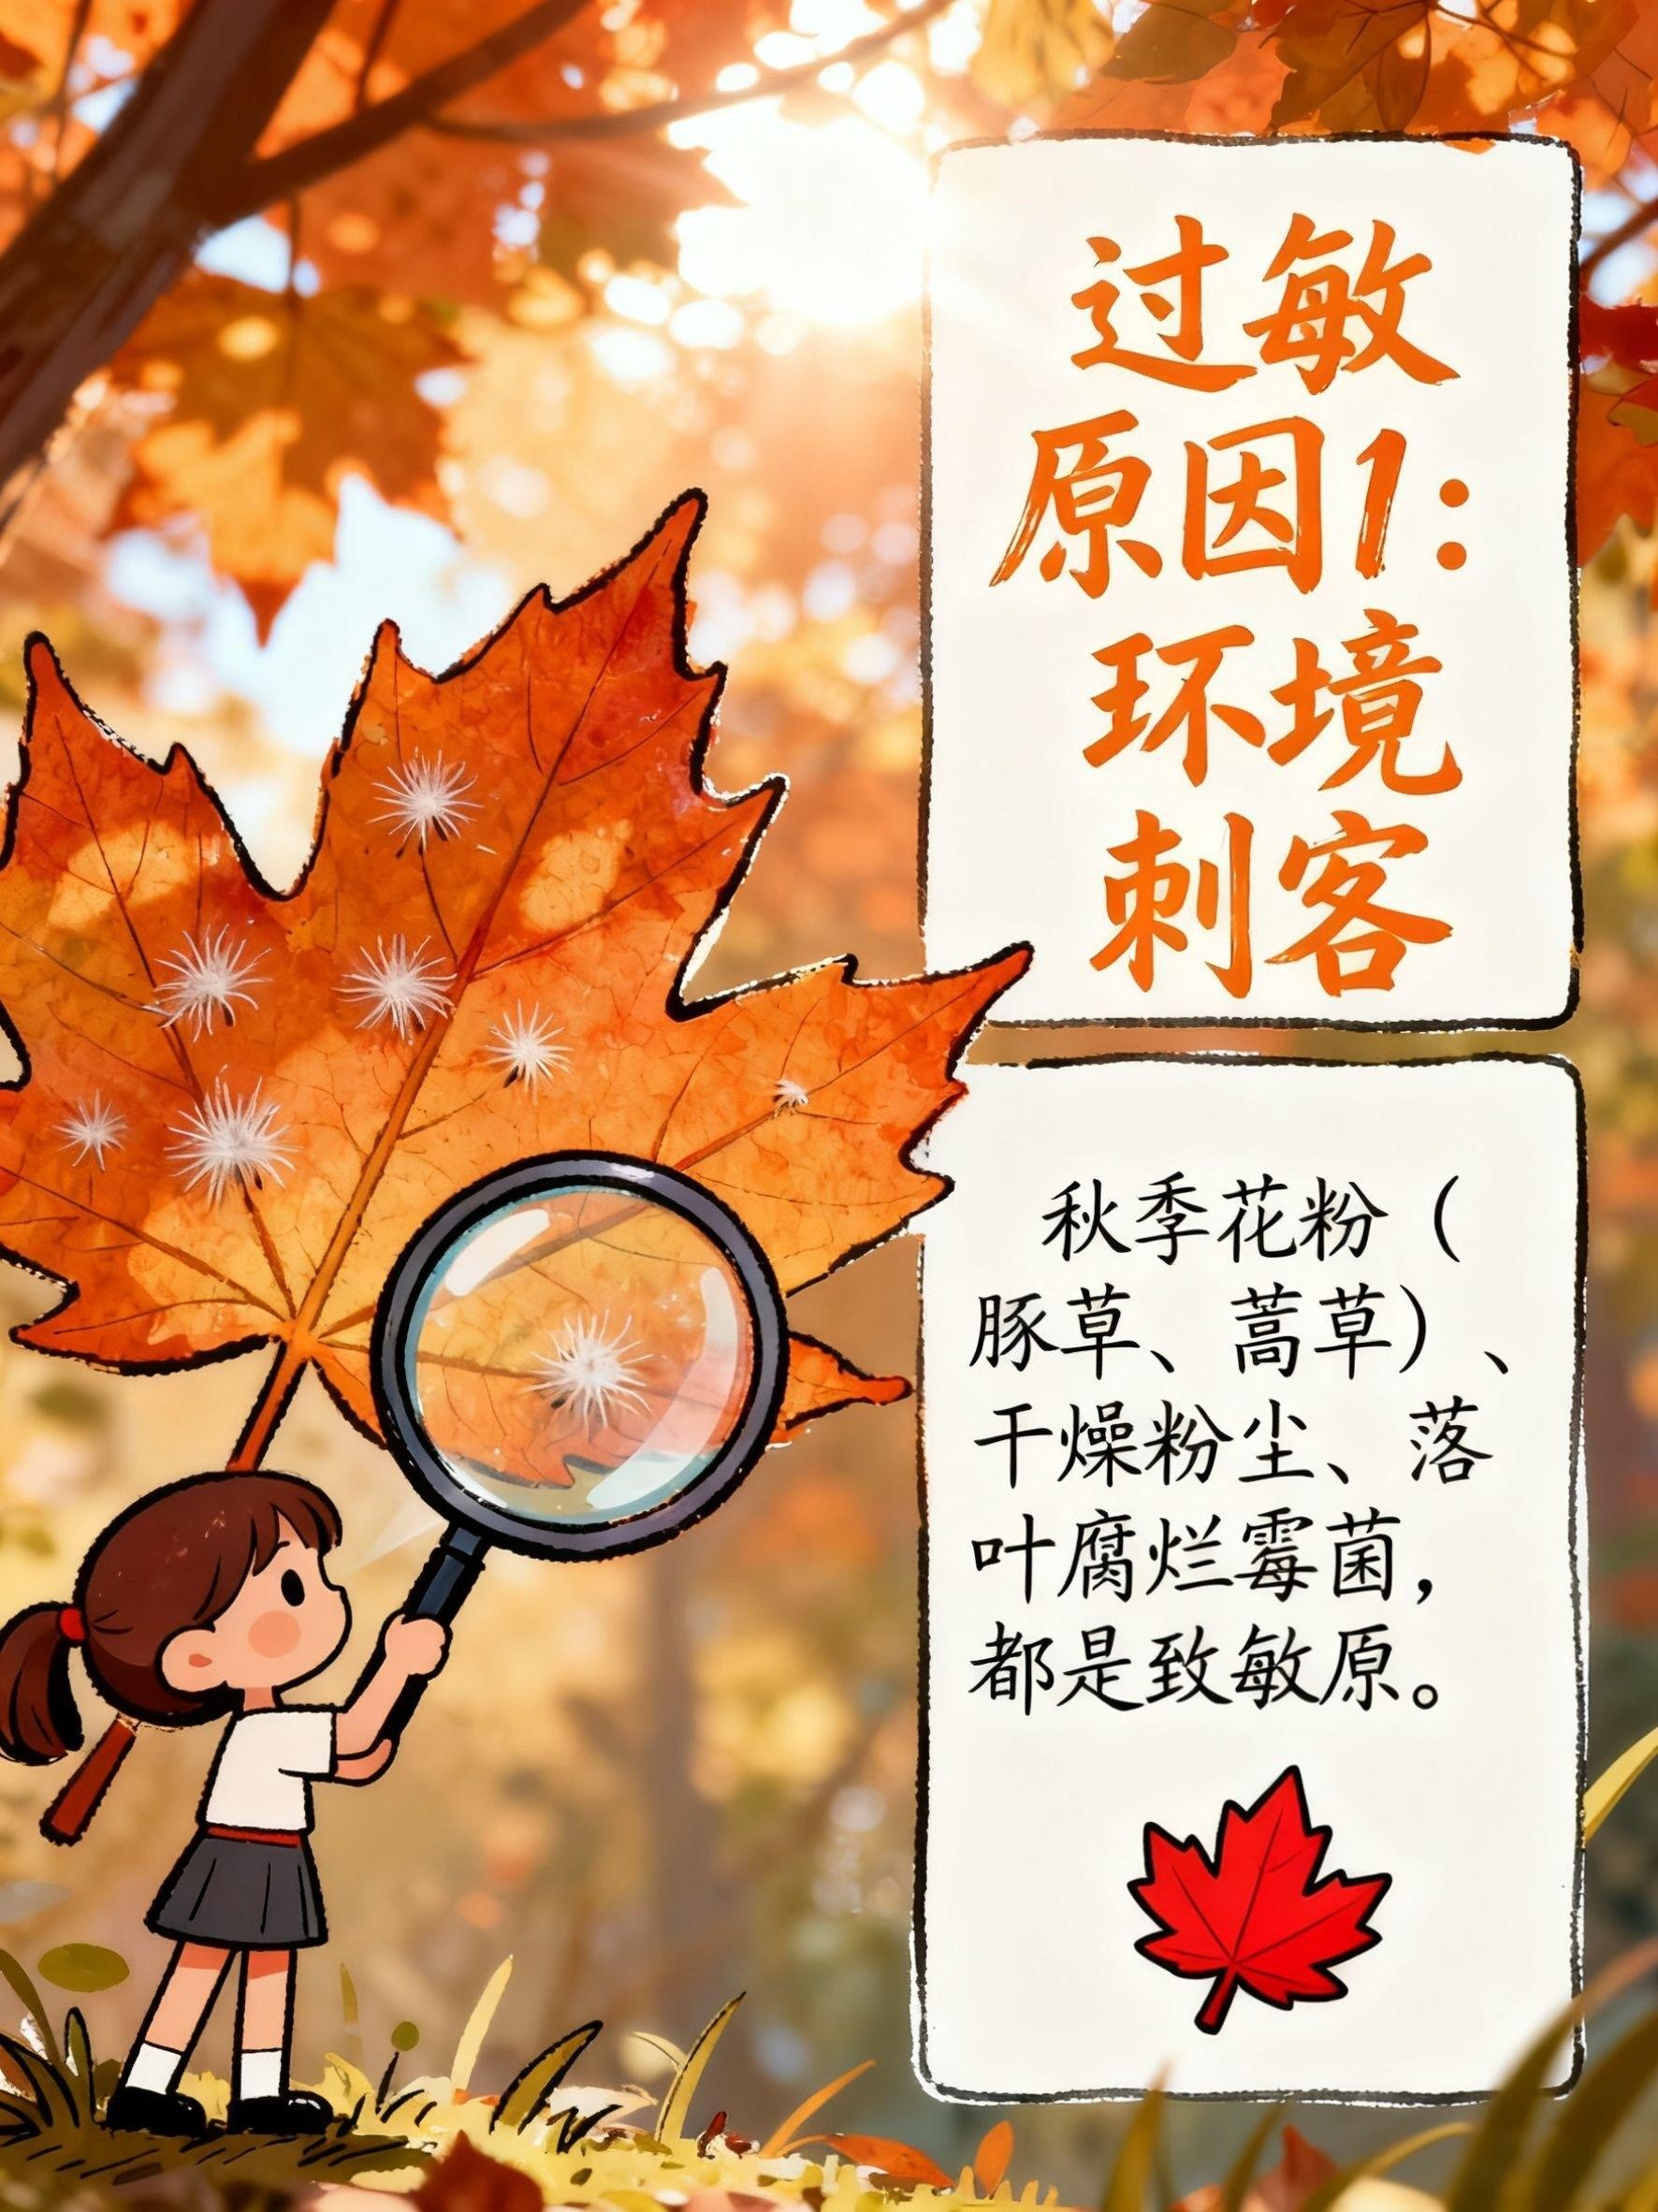 过敏
原因1：
环境
刺客
秋季花粉（
豚草、蒿草）、
干燥粉尘、落
叶腐烂霉菌，
都是致敏原。